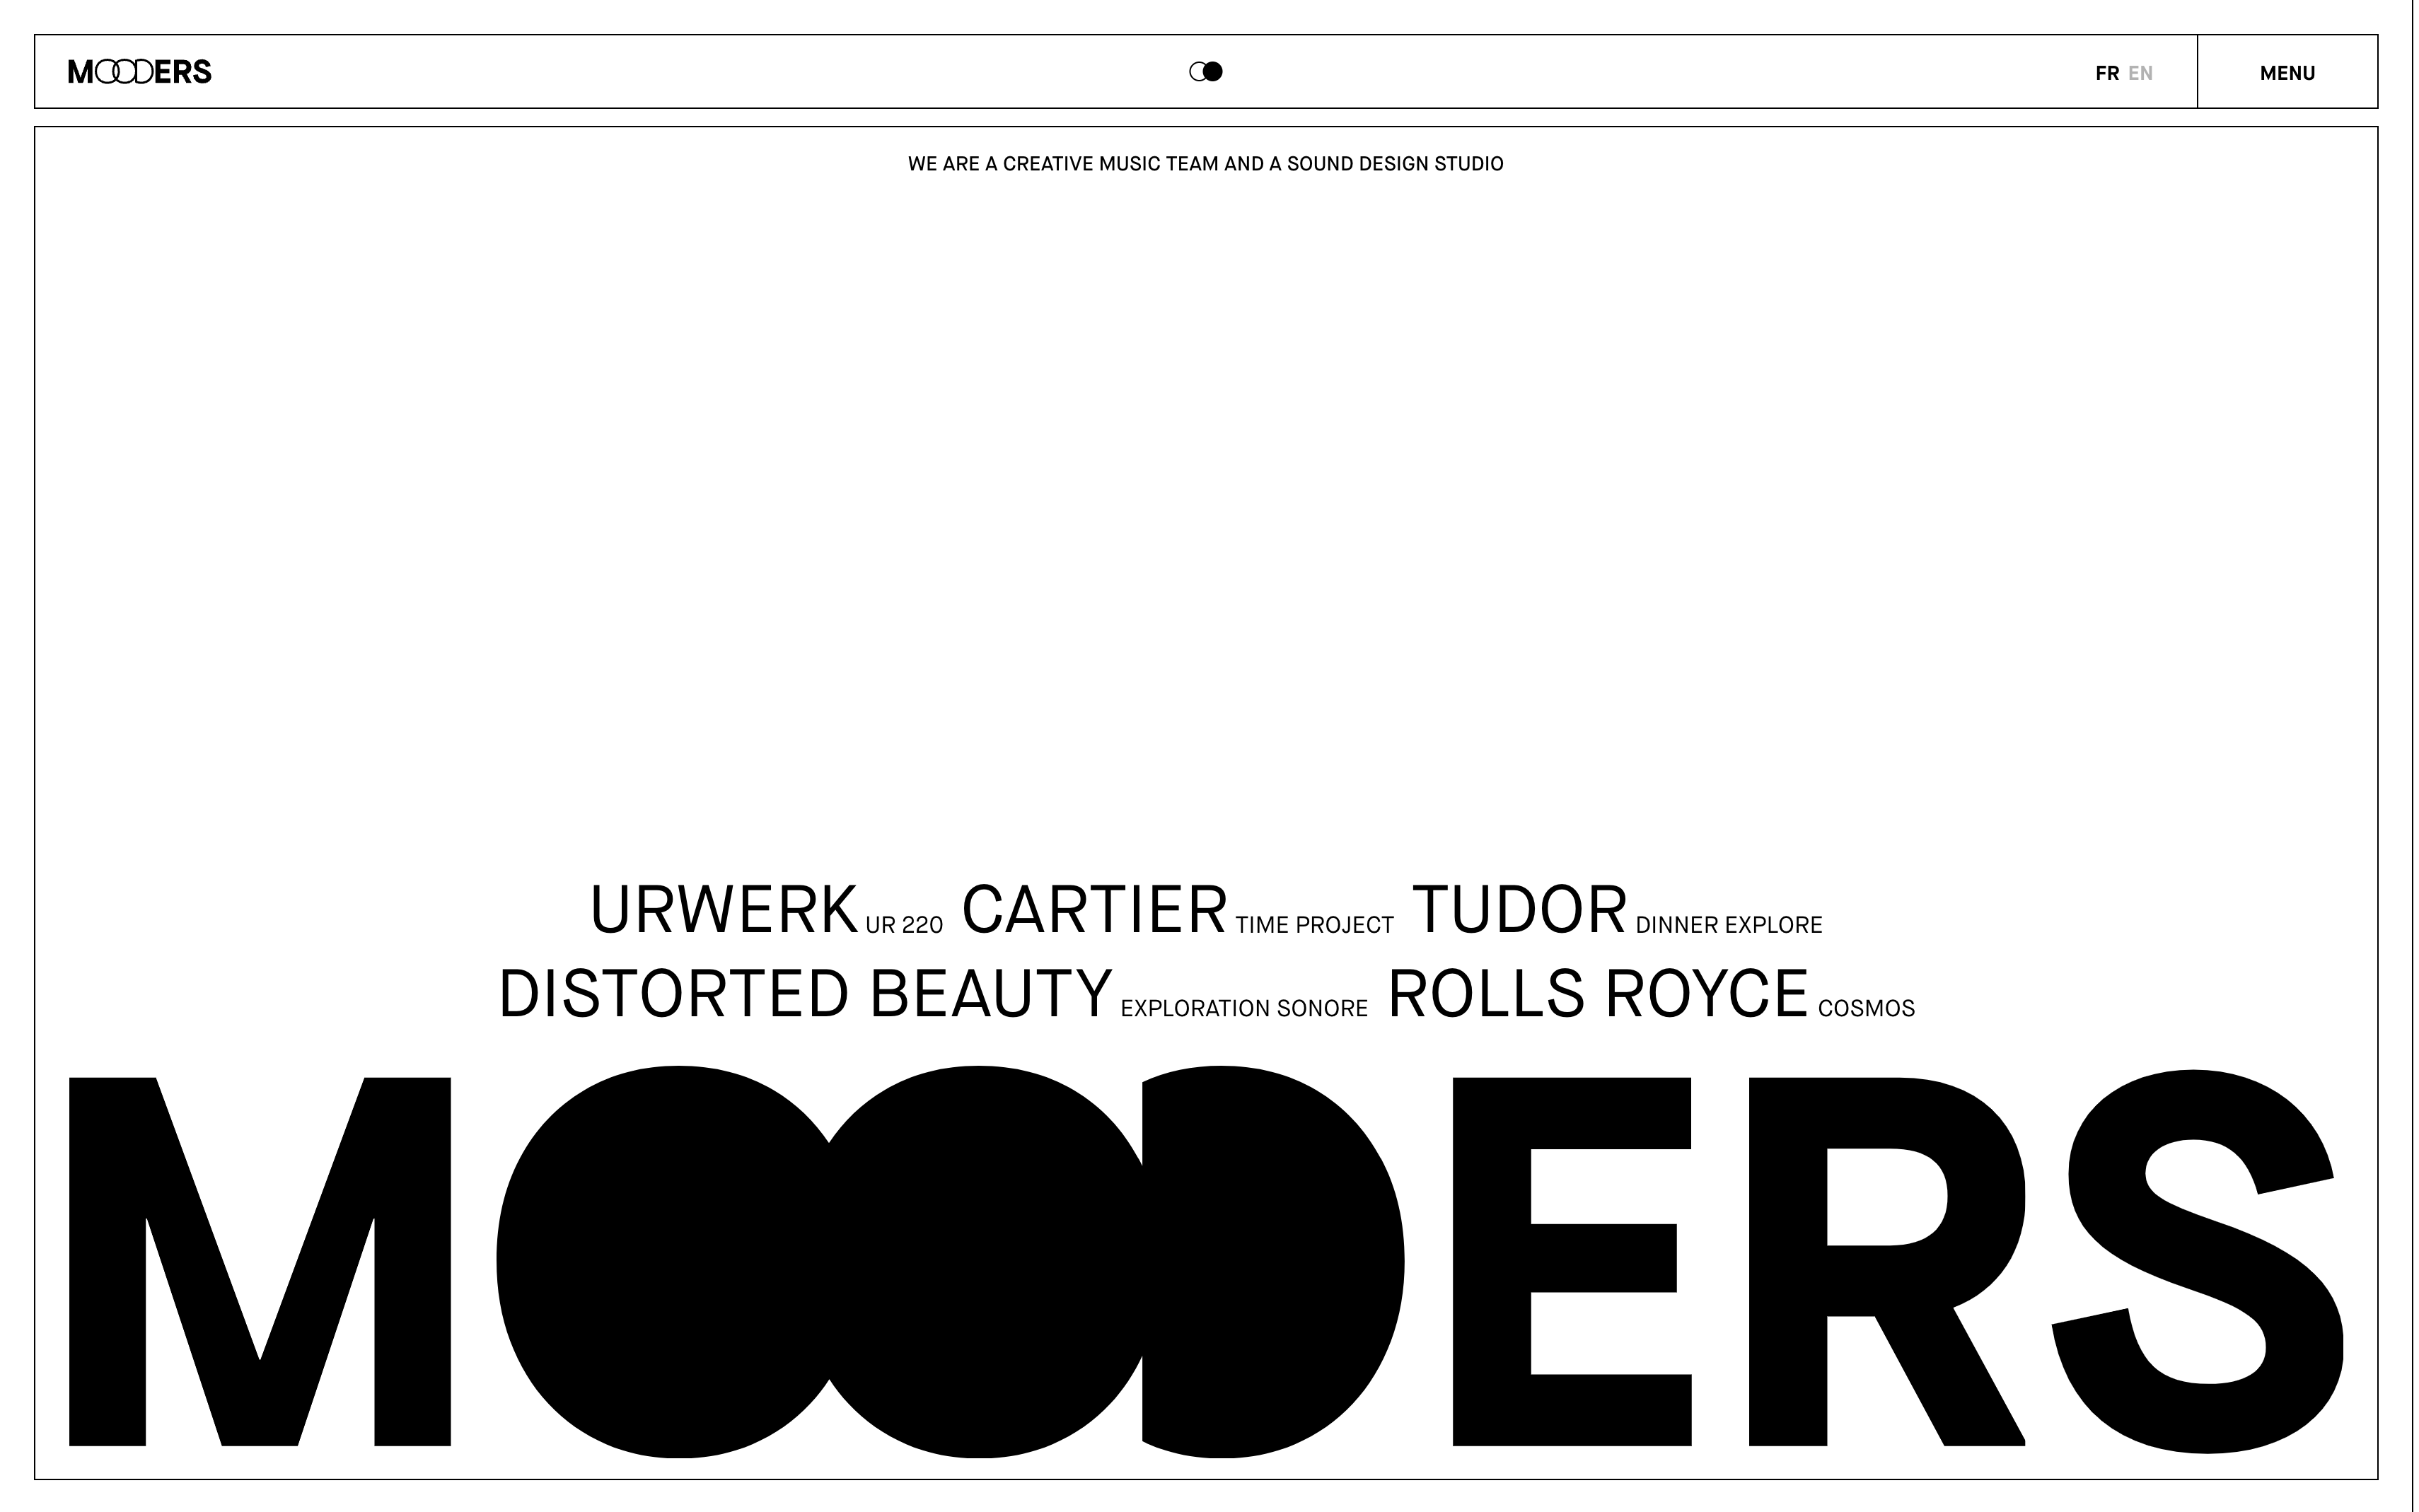 MOODERS
FR EN
MENU
WE ARE A CREATIVE MUSIC TEAM AND A SOUND DESIGN STUDIO
URWERK UR 220 CARTIER TIME PROJECT TUDOR DINNER EXPLORE
DISTORTED BEAUTY EXPLORATION SONORE ROLLS ROYCE COSMOS
MOODERS